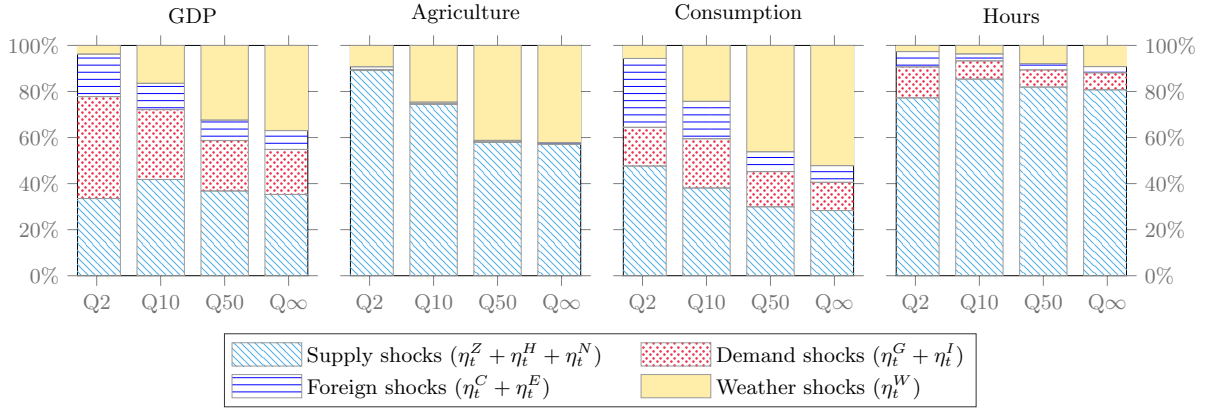 GDP Agriculture Consumption Hours
100% 100%
80% 80%
60% 60%
40% 40%
20% 20%
0% 0%
Q2 Q10 Q50 Q∞ Q2 Q10 Q50 Q∞ Q2 Q10 Q50 Q∞ Q2 Q10 Q50 Q∞
Supply shocks (η_t^Z + η_t^H + η_t^N) Demand shocks (η_t^G + η_t^I)
Foreign shocks (η_t^C + η_t^E) Weather shocks (η_t^W)